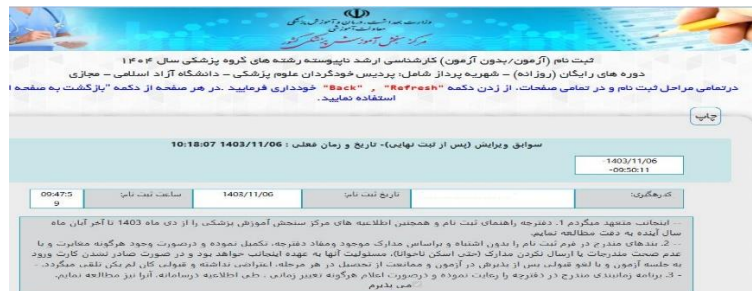 وزارت بهداشت، درمان و آموزش پزشکی
معاونت آموزشی
مرکز سنجش آموزش پزشکی کشور
ثبت نام (آزمون/بدون آزمون) کارشناسی ارشد ناپیوسته رشته های گروه پزشکی سال ۱۴۰۴
دوره های رایگان (روزانه) – شهریه پرداز شامل: پردیس خودگردان علوم پزشکی – دانشگاه آزاد اسلامی – مجازی
درتمامی مراحل ثبت نام و در تمامی صفحات، از زدن دکمه "Refresh" , "Back" خودداری فرمایید .در هر صفحه از دکمه "بازگشت به صفحه
استفاده نمایید.
چاپ
سوابق ویرایش (پس از ثبت نهایی)- تاریخ و زمان فعلی : 1403/11/06 10:18:07
1403/11/06-
09:50:11-
کدرهگیری: تاریخ ثبت نام: 1403/11/06 ساعت ثبت نام: 09:47:5
9
-- اینجانب متعهد میگردم 1. دفترچه راهنمای ثبت نام و همچنین اطلاعیه های مرکز سنجش آموزش پزشکی را از دی ماه 1403 تا آخر آبان ماه
سال آینده به دقت مطالعه نمایم.
-- 2. بندهای مندرج در فرم ثبت نام را بدون اشتباه و براساس مدارک موجود ومفاد دفترچه، تکمیل نموده و درصورت وجود هرگونه مغایرت و یا
عدم صحت مندرجات یا ارسال نکردن مدارک (حتی اسکن ناخوانا)، مسئولیت آنها به عهده اینجانب خواهد بود و در صورت صادر نشدن کارت ورود
به جلسه آزمون و یا لغو قبولی پس از پذیرش در آزمون و ممانعت از تحصیل در هر مرحله، اعتراضی نداشته و قبولی کان لم یکن تلقی میگردد. -
- 3. برنامه زمانبندی مندرج در دفترچه را رعایت نموده و درصورت اعلام هرگونه تغییر زمانی ، طی اطلاعیه درسامانه، آنرا نیز مطالعه نمایم.
می پذیرم